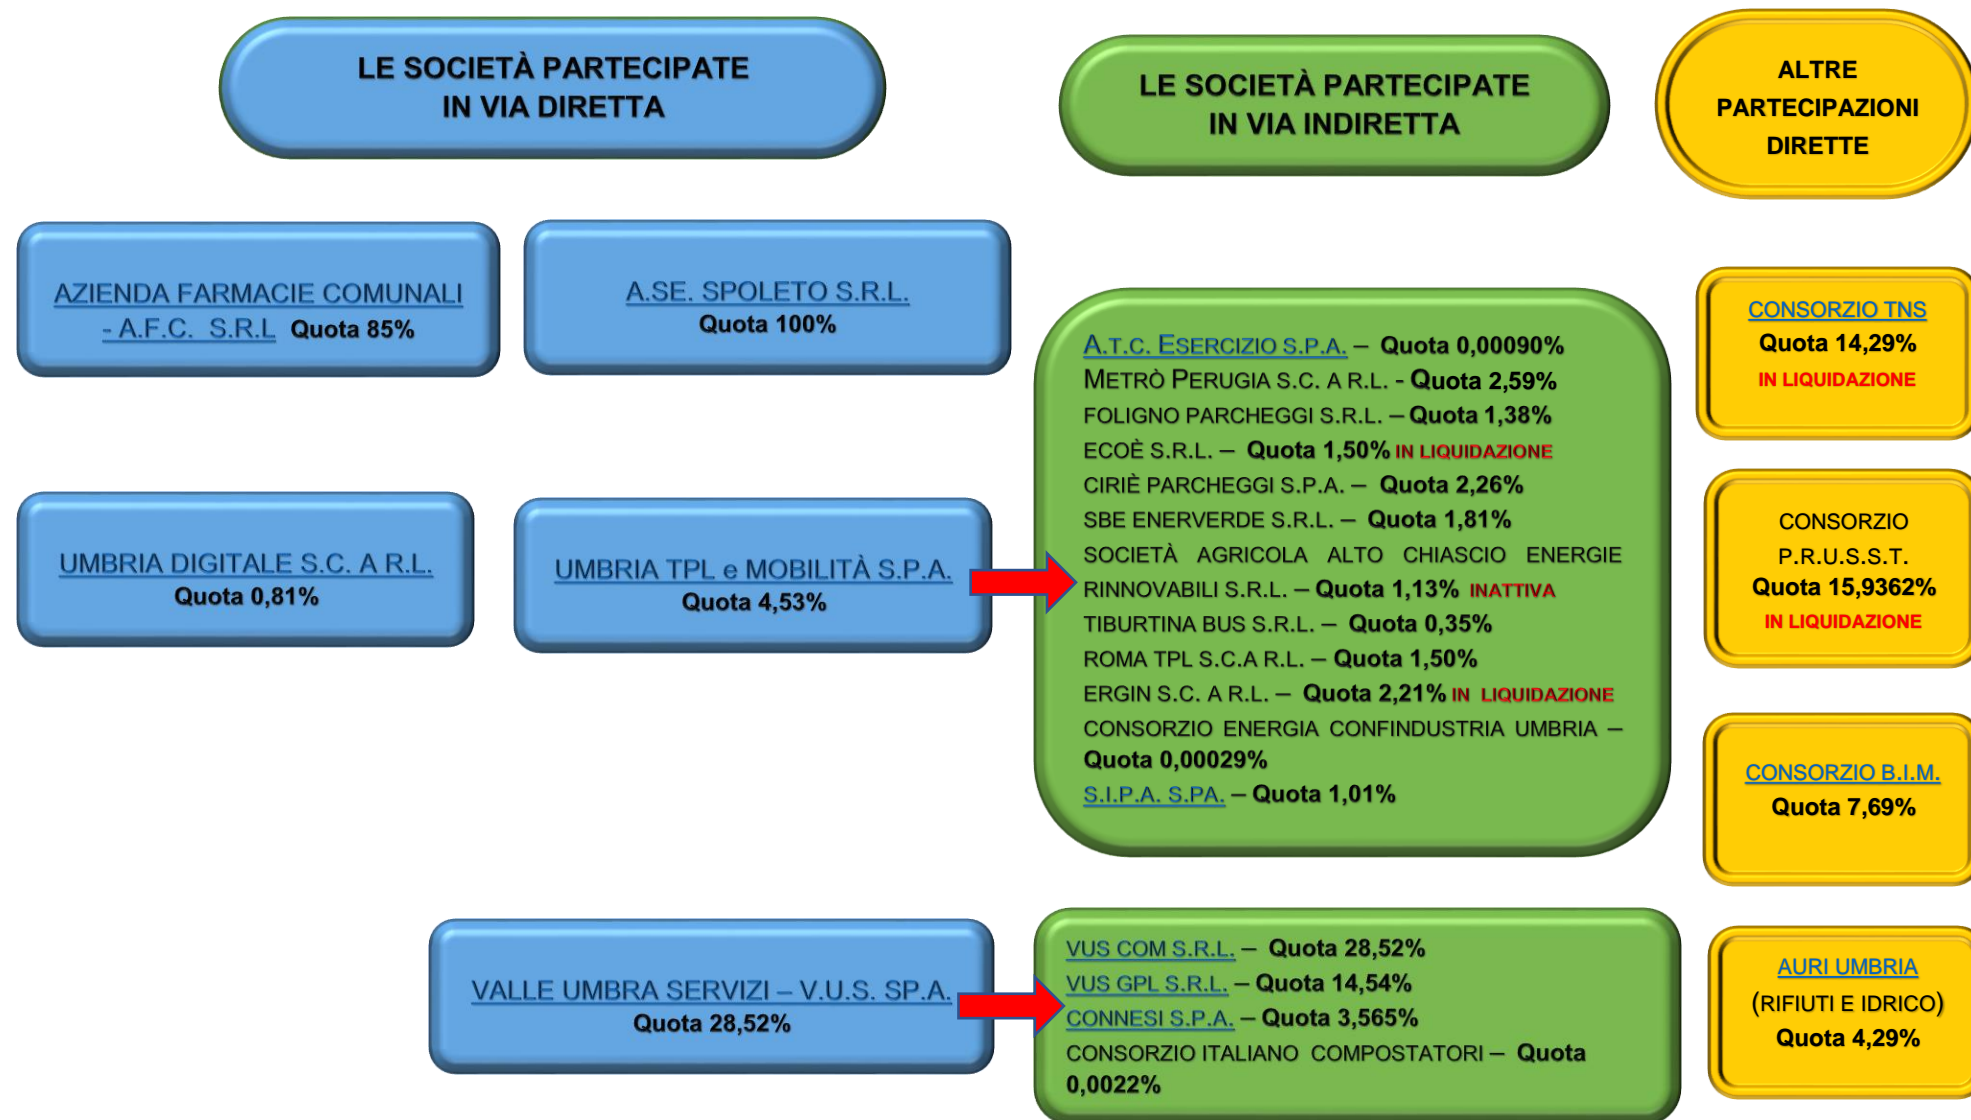 LE SOCIETÀ PARTECIPATE
IN VIA DIRETTA
LE SOCIETÀ PARTECIPATE
IN VIA INDIRETTA
ALTRE
PARTECIPAZIONI
DIRETTE
AZIENDA FARMACIE COMUNALI
- A.F.C. S.R.L Quota 85%
A.SE. SPOLETO S.R.L.
Quota 100%
UMBRIA DIGITALE S.C. A R.L.
Quota 0,81%
UMBRIA TPL e MOBILITÀ S.P.A.
Quota 4,53%
A.T.C. ESERCIZIO S.P.A. – Quota 0,00090%
METRÒ PERUGIA S.C. A R.L. - Quota 2,59%
FOLIGNO PARCHEGGI S.R.L. – Quota 1,38%
ECOÈ S.R.L. – Quota 1,50% IN LIQUIDAZIONE
CIRIÈ PARCHEGGI S.P.A. – Quota 2,26%
SBE ENERVERDE S.R.L. – Quota 1,81%
SOCIETÀ AGRICOLA ALTO CHIASCIO ENERGIE
RINNOVABILI S.R.L. – Quota 1,13% INATTIVA
TIBURTINA BUS S.R.L. – Quota 0,35%
ROMA TPL S.C.A R.L. – Quota 1,50%
ERGIN S.C. A R.L. – Quota 2,21% IN LIQUIDAZIONE
CONSORZIO ENERGIA CONFINDUSTRIA UMBRIA –
Quota 0,00029%
S.I.P.A. S.PA. – Quota 1,01%
VALLE UMBRA SERVIZI – V.U.S. SP.A.
Quota 28,52%
VUS COM S.R.L. – Quota 28,52%
VUS GPL S.R.L. – Quota 14,54%
CONNESI S.P.A. – Quota 3,565%
CONSORZIO ITALIANO COMPOSTATORI – Quota
0,0022%
CONSORZIO TNS
Quota 14,29%
IN LIQUIDAZIONE
CONSORZIO
P.R.U.S.S.T.
Quota 15,9362%
IN LIQUIDAZIONE
CONSORZIO B.I.M.
Quota 7,69%
AURI UMBRIA
(RIFIUTI E IDRICO)
Quota 4,29%